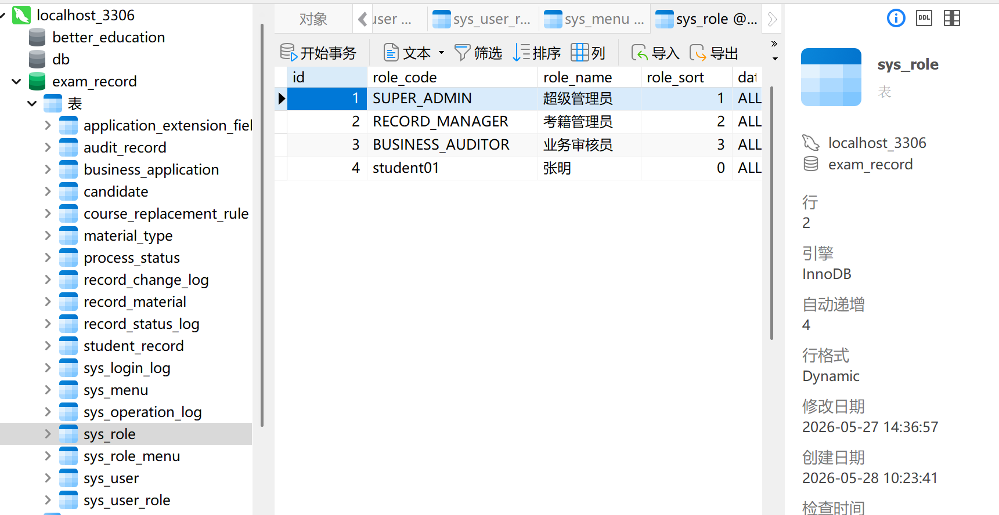 localhost_3306
better_education
db
exam_record
表
application_extension_fiel
audit_record
business_application
candidate
course_replacement_rule
material_type
process_status
record_change_log
record_material
record_status_log
student_record
sys_login_log
sys_menu
sys_operation_log
sys_role
sys_role_menu
sys_user
sys_user_role
对象
user ...
sys_user_r...
sys_menu ...
sys_role @...
开始事务
文本
筛选
排序
列
导入
导出
id role_code role_name role_sort dat
1 SUPER_ADMIN 超级管理员 1 ALL
2 RECORD_MANAGER 考籍管理员 2 ALL
3 BUSINESS_AUDITOR 业务审核员 3 ALL
4 student01 张明 0 ALL
DDL
sys_role
表
localhost_3306
exam_record
行
2
引擎
InnoDB
自动递增
4
行格式
Dynamic
修改日期
2026-05-27 14:36:57
创建日期
2026-05-28 10:23:41
检查时间